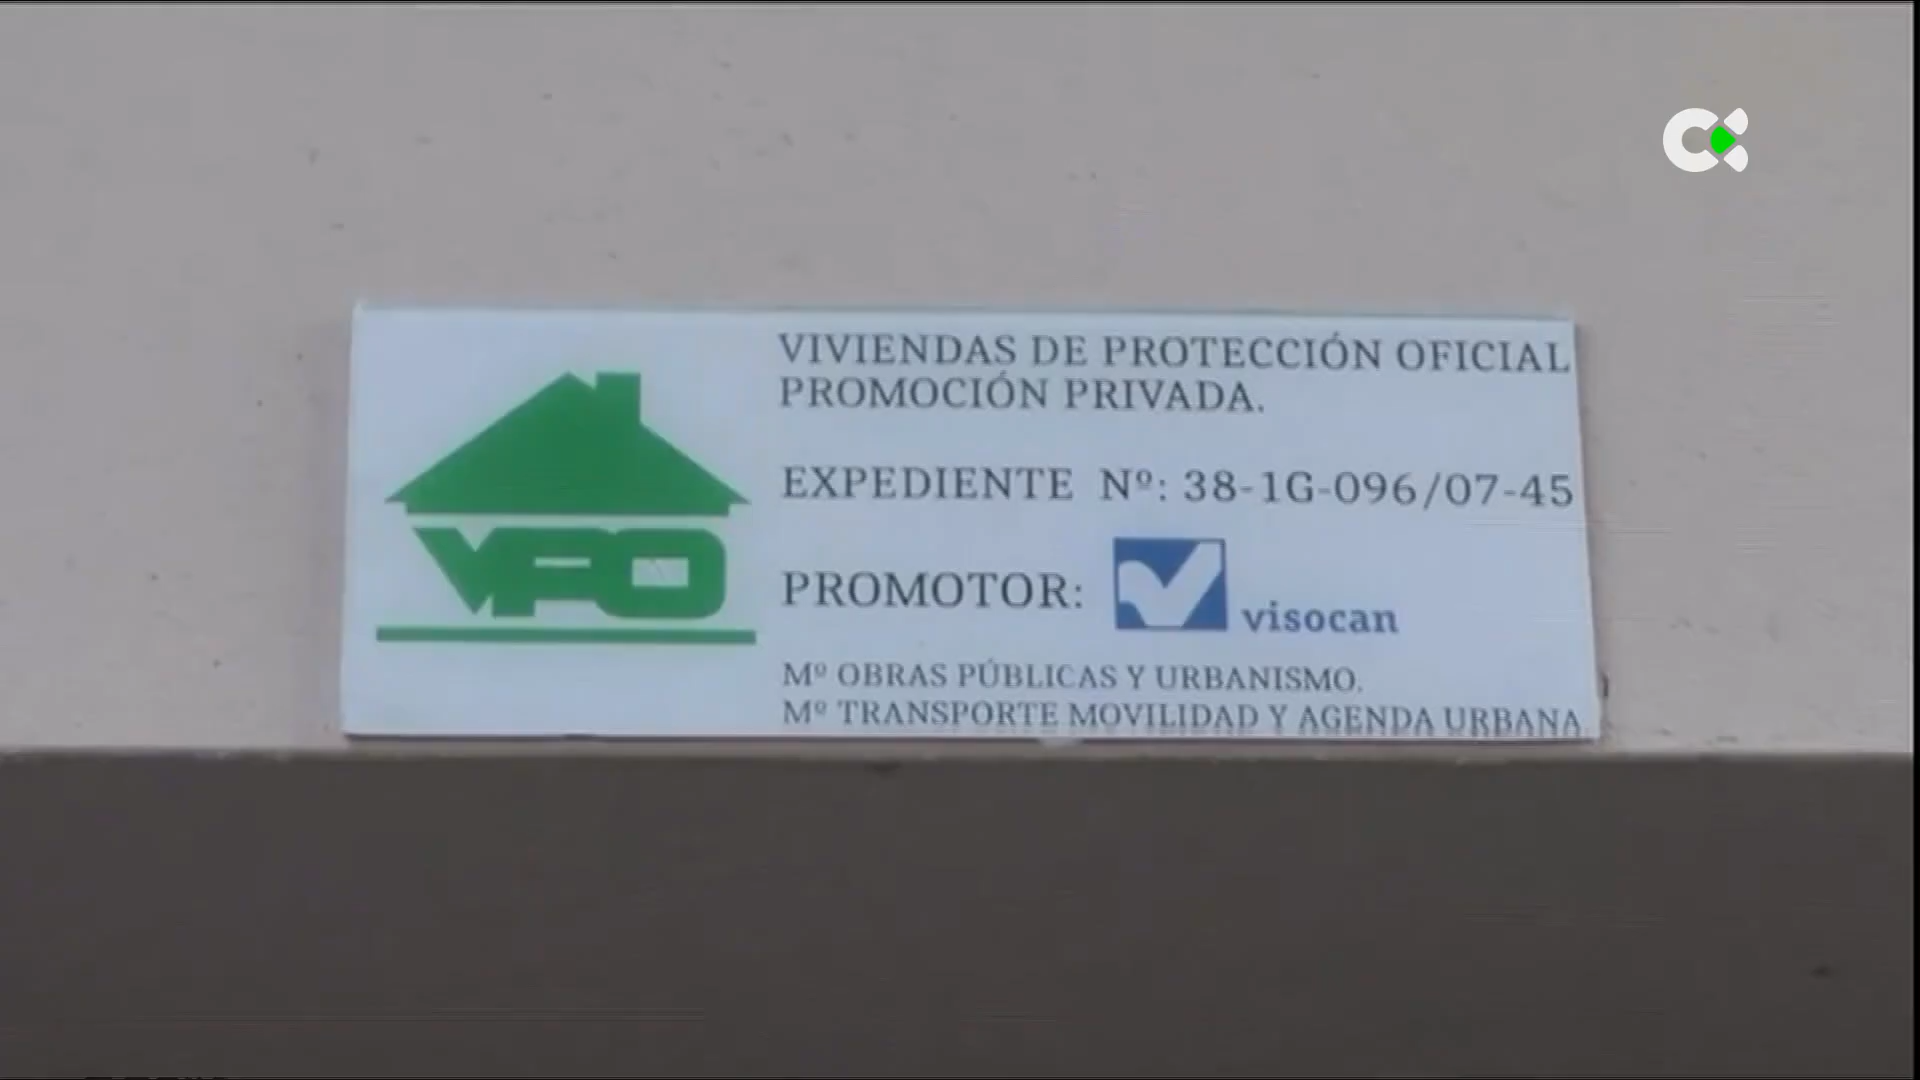 VIVIENDAS DE PROTECCIÓN OFICIAL
PROMOCIÓN PRIVADA.
EXPEDIENTE Nº: 38-1G-096/07-45
VPO
PROMOTOR: visocan
Mº OBRAS PÚBLICAS Y URBANISMO.
Mº TRANSPORTE MOVILIDAD Y AGENDA URBANA.